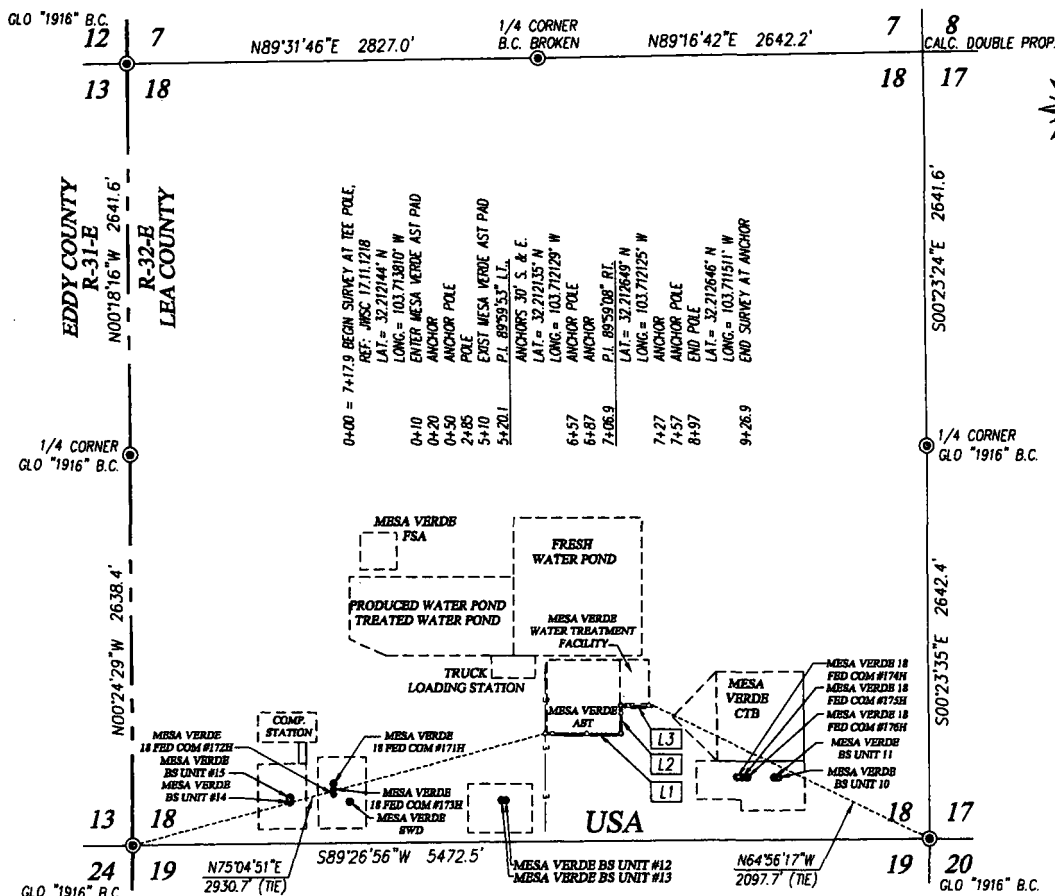 GLO "1916" B.C.
12 7
13 18
N89°31'46"E 2827.0'
1/4 CORNER
B.C. BROKEN
N89°16'42"E 2642.2'
7 8
18 17
CALC. DOUBLE PROP.
EDDY COUNTY
R-31-E
N00°18'16"W 2641.6'
R-32-E
LEA COUNTY
0+00 = 7+17.9 BEGIN SURVEY AT TEE POLE,
REF: JWSC 17.11.1218
LAT.= 32.212144° N
LONG.= 103.713810° W
0+10 ENTER MESA VERDE AST PAD
0+20 ANCHOR
0+50 ANCHOR POLE
2+85 POLE
5+10 EXIST MESA VERDE AST PAD
5+20.1 P.I. 89°59'53" LT.,
ANCHORS 30' S. & E.
LAT.= 32.212135° N
LONG.= 103.712129° W
6+57 ANCHOR POLE
6+87 ANCHOR
7+06.9 P.I. 89°59'08" RT.
LAT.= 32.212649° N
LONG.= 103.712125° W
7+27 ANCHOR
7+57 ANCHOR POLE
8+97 END POLE
LAT.= 32.212646° N
LONG.= 103.711511° W
9+26.9 END SURVEY AT ANCHOR
S00°23'24"E 2641.6'
1/4 CORNER
GLO "1916" B.C.
1/4 CORNER
GLO "1916" B.C.
N00°24'29"W 2638.4'
S00°23'35"E 2642.4'
MESA VERDE
FSA
FRESH
WATER POND
PRODUCED WATER POND
TREATED WATER POND
MESA VERDE
WATER TREATMENT
FACILITY
TRUCK
LOADING STATION
MESA VERDE
ABT
MESA
VERDE
CTB
MESA VERDE 18
FED COM #174H
MESA VERDE 18
FED COM #175H
MESA VERDE 18
FED COM #176H
MESA VERDE
BS UNIT 11
MESA VERDE
BS UNIT 10
L3
L2
L1
COMP.
STATION
MESA VERDE
18 FED COM #172H
MESA VERDE
BS UNIT #15
MESA VERDE
BS UNIT #14
MESA VERDE
18 FED COM #171H
MESA VERDE
18 FED COM #173H
MESA VERDE
SWD
USA
13 18
24 19
GLO "1916" B.C.
N75°04'51"E
2930.7' (TIE)
S89°26'56"W 5472.5'
MESA VERDE BS UNIT #12
MESA VERDE BS UNIT #13
N64°56'17"W
2097.7' (TIE)
18 17
19 20
GLO "1916" B.C.